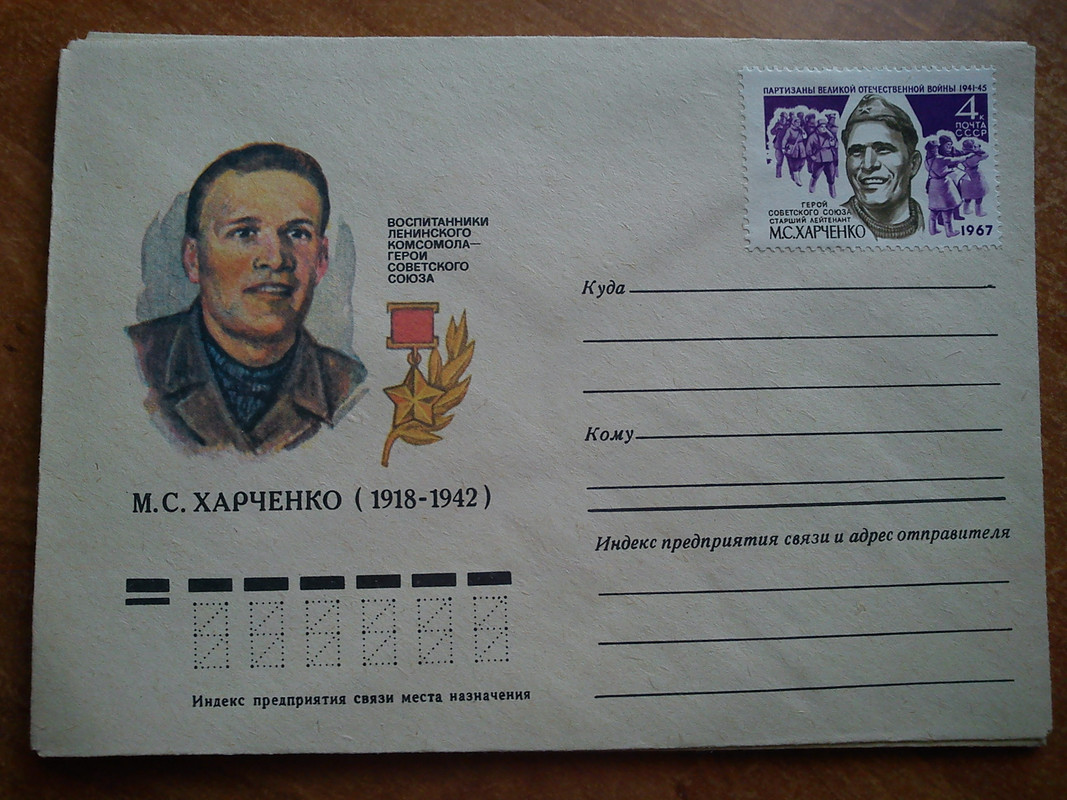 ПАРТИЗАНЫ ВЕЛИКОЙ ОТЕЧЕСТВЕННОЙ ВОЙНЫ 1941-45
4к
ПОЧТА
СССР
ГЕРОЙ
СОВЕТСКОГО СОЮЗА
СТАРШИЙ ЛЕЙТЕНАНТ
М.С.ХАРЧЕНКО
1967
ВОСПИТАННИКИ
ЛЕНИНСКОГО
КОМСОМОЛА—
ГЕРОИ
СОВЕТСКОГО
СОЮЗА
М.С. ХАРЧЕНКО (1918-1942)
Куда
Кому
Индекс предприятия связи и адрес отправителя
Индекс предприятия связи места назначения